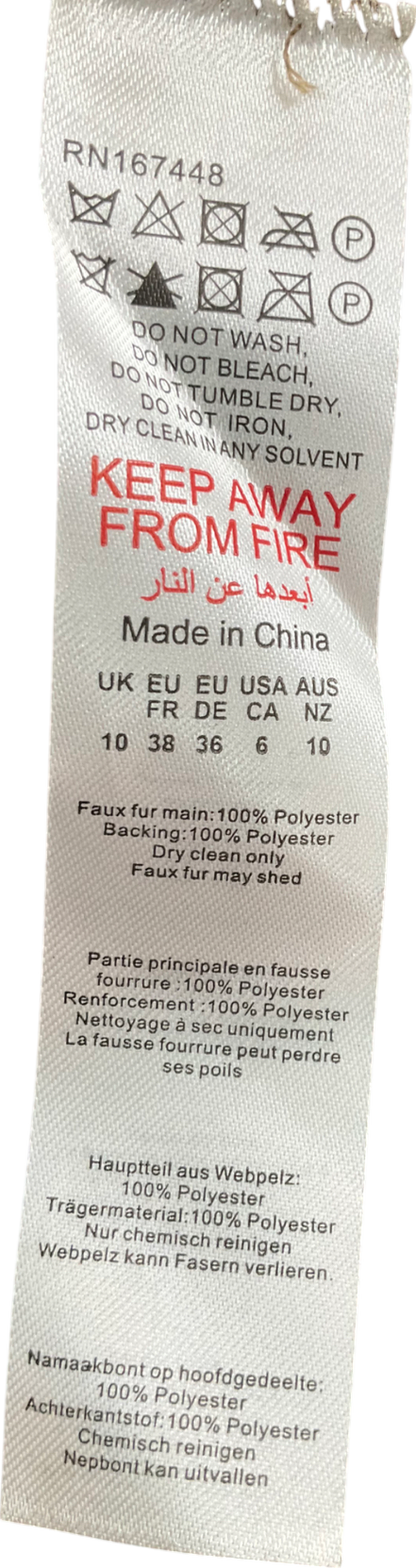 RN167448
P
P
DO NOT WASH,
DO NOT BLEACH,
DO NOT TUMBLE DRY,
DO NOT IRON,
DRY CLEAN IN ANY SOLVENT
KEEP AWAY
FROM FIRE
أبعدها عن النار
Made in China
UK EU EU USA AUS
FR DE CA NZ
10 38 36 6 10
Faux fur main:100% Polyester
Backing:100% Polyester
Dry clean only
Faux fur may shed
Partie principale en fausse
fourrure :100% Polyester
Renforcement :100% Polyester
Nettoyage à sec uniquement
La fausse fourrure peut perdre
ses poils
Hauptteil aus Webpelz:
100% Polyester
Trägermaterial:100% Polyester
Nur chemisch reinigen
Webpelz kann Fasern verlieren.
Namaakbont op hoofdgedeelte:
100% Polyester
Achterkantstof:100% Polyester
Chemisch reinigen
Nepbont kan uitvallen